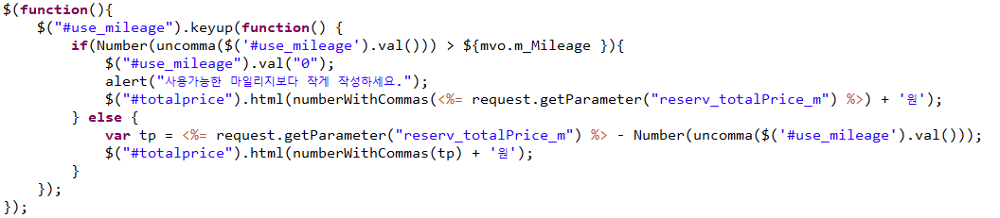 $(function(){
    $("#use_mileage").keyup(function() {
        if(Number(uncomma($('#use_mileage').val())) > ${mvo.m_Mileage }){
            $("#use_mileage").val("0");
            alert("사용가능한 마일리지보다 작게 작성하세요.");
            $("#totalprice").html(numberWithCommas(<%= request.getParameter("reserv_totalPrice_m") %>) + '원');
        } else {
            var tp = <%= request.getParameter("reserv_totalPrice_m") %> - Number(uncomma($('#use_mileage').val()));
            $("#totalprice").html(numberWithCommas(tp) + '원');
        }
    });
});